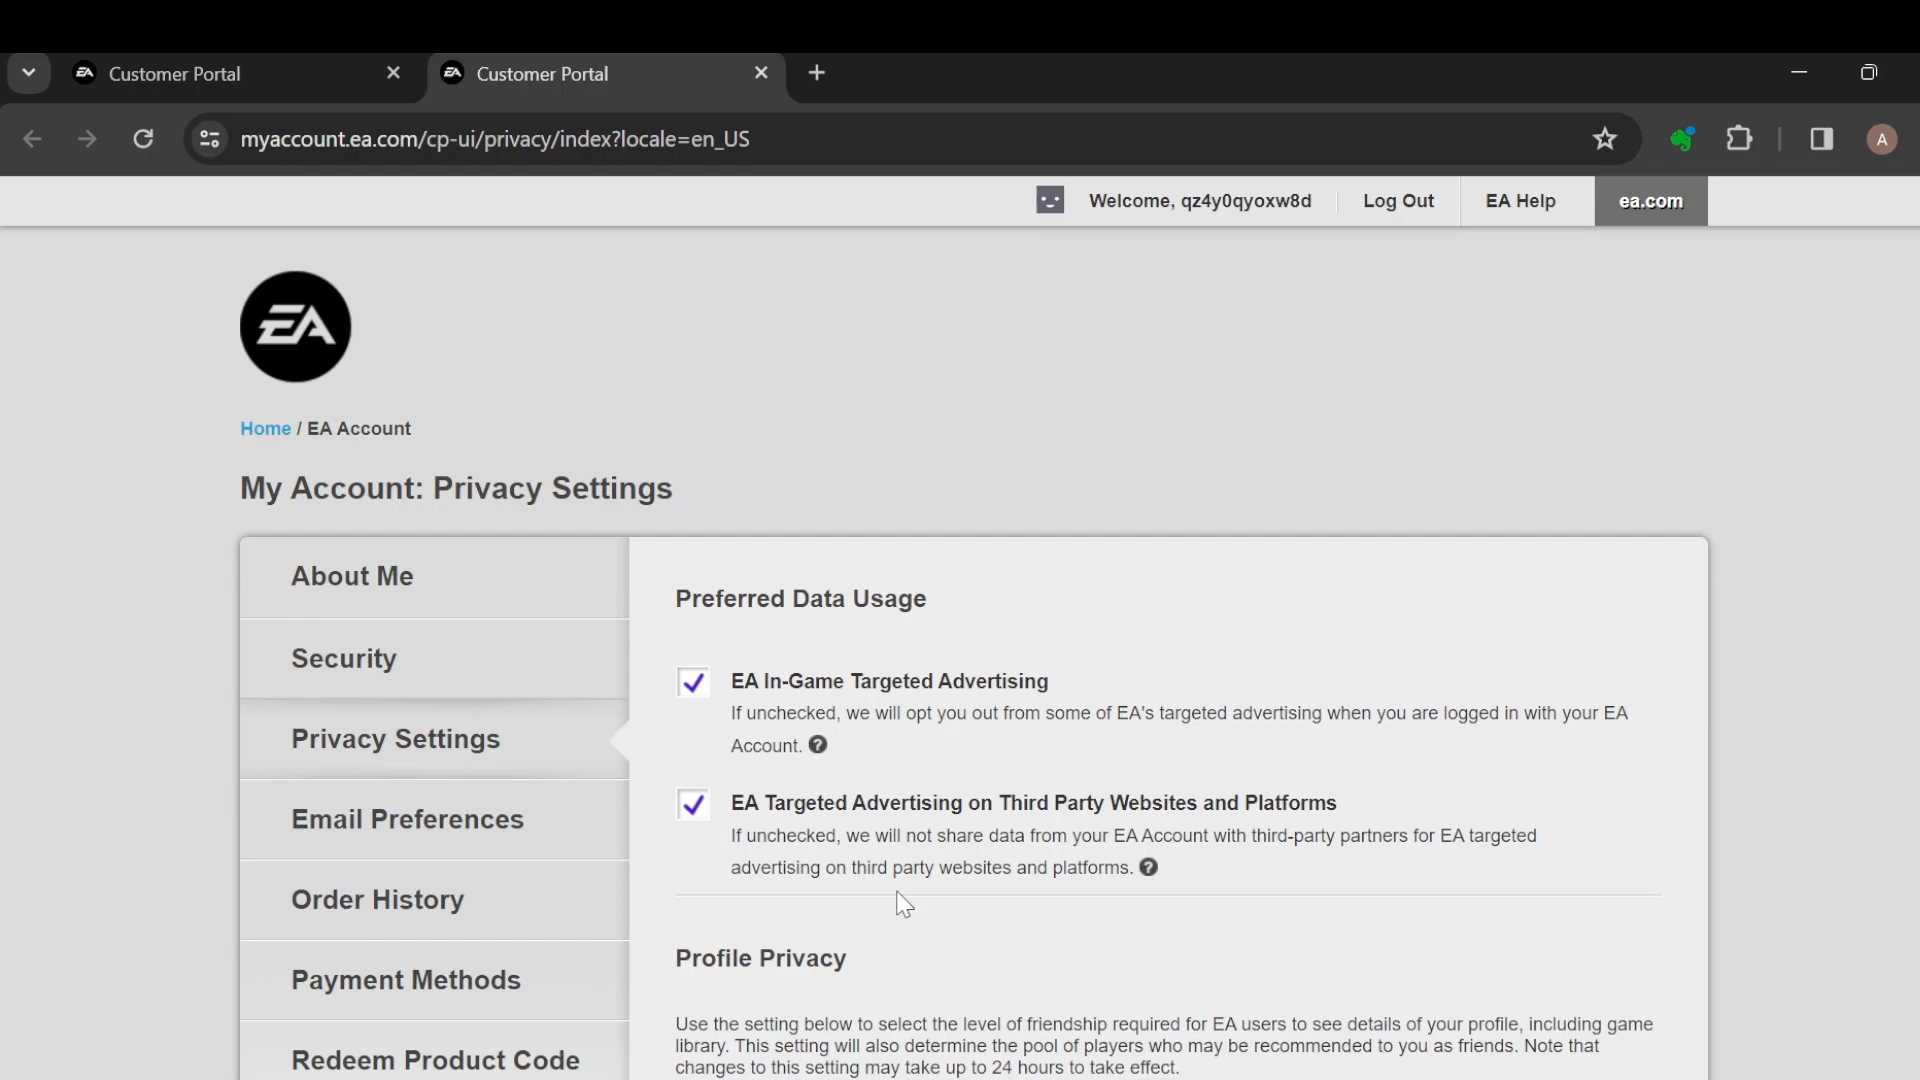 Customer Portal
Customer Portal
myaccount.ea.com/cp-ui/privacy/index?locale=en_US
A
Welcome, qz4y0qyoxw8d
Log Out
EA Help
ea.com
EA
Home / EA Account
My Account: Privacy Settings
About Me
Security
Privacy Settings
Email Preferences
Order History
Payment Methods
Redeem Product Code
Preferred Data Usage
EA In-Game Targeted Advertising
If unchecked, we will opt you out from some of EA's targeted advertising when you are logged in with your EA
Account. ?
EA Targeted Advertising on Third Party Websites and Platforms
If unchecked, we will not share data from your EA Account with third-party partners for EA targeted
advertising on third party websites and platforms. ?
Profile Privacy
Use the setting below to select the level of friendship required for EA users to see details of your profile, including game
library. This setting will also determine the pool of players who may be recommended to you as friends. Note that
changes to this setting may take up to 24 hours to take effect.